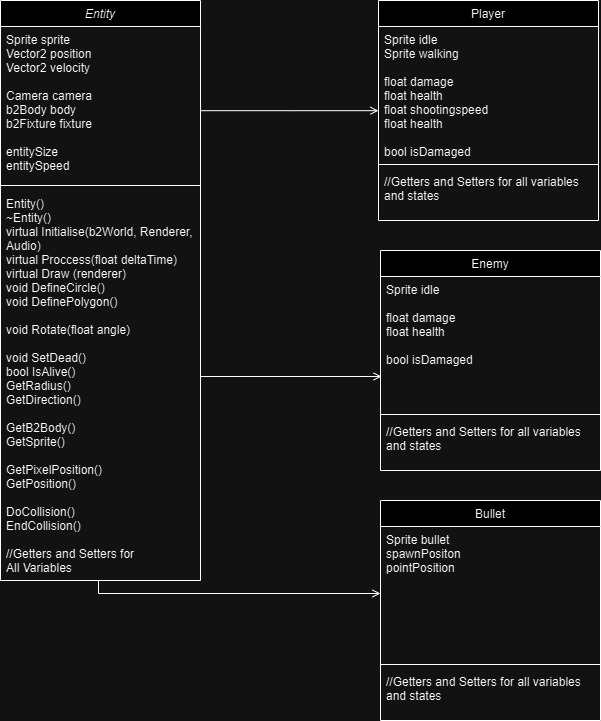 Entity
Sprite sprite
Vector2 position
Vector2 velocity
Camera camera
b2Body body
b2Fixture fixture
entitySize
entitySpeed
Entity()
~Entity()
virtual Initialise(b2World, Renderer,
Audio)
virtual Proccess(float deltaTime)
virtual Draw (renderer)
void DefineCircle()
void DefinePolygon()
void Rotate(float angle)
void SetDead()
bool IsAlive()
GetRadius()
GetDirection()
GetB2Body()
GetSprite()
GetPixelPosition()
GetPosition()
DoCollision()
EndCollision()
//Getters and Setters for
All Variables
Player
Sprite idle
Sprite walking
float damage
float health
float shootingspeed
float health
bool isDamaged
//Getters and Setters for all variables
and states
Enemy
Sprite idle
float damage
float health
bool isDamaged
//Getters and Setters for all variables
and states
Bullet
Sprite bullet
spawnPositon
pointPosition
//Getters and Setters for all variables
and states